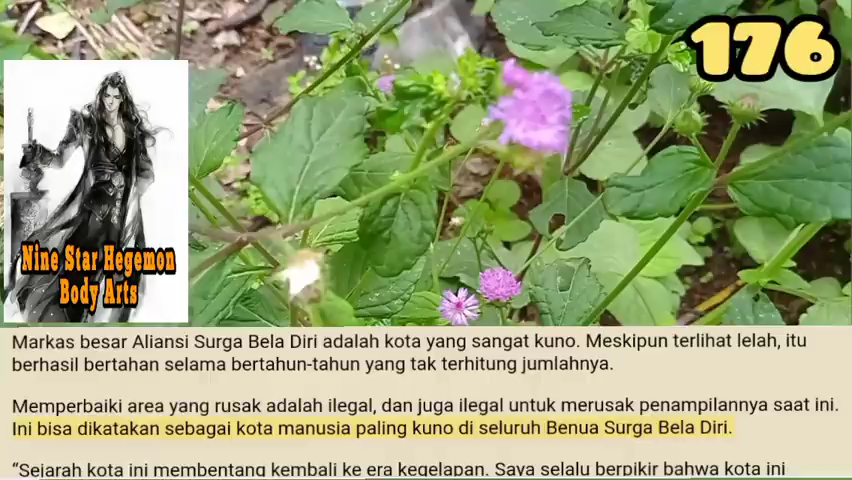 176
Nine Star Hegemon
Body Arts
Markas besar Aliansi Surga Bela Diri adalah kota yang sangat kuno. Meskipun terlihat lelah, itu
berhasil bertahan selama bertahun-tahun yang tak terhitung jumlahnya.
Memperbaiki area yang rusak adalah ilegal, dan juga ilegal untuk merusak penampilannya saat ini.
Ini bisa dikatakan sebagai kota manusia paling kuno di seluruh Benua Surga Bela Diri.
“Sejarah kota ini membentang kembali ke era kegelapan. Saya selalu berpikir bahwa kota ini